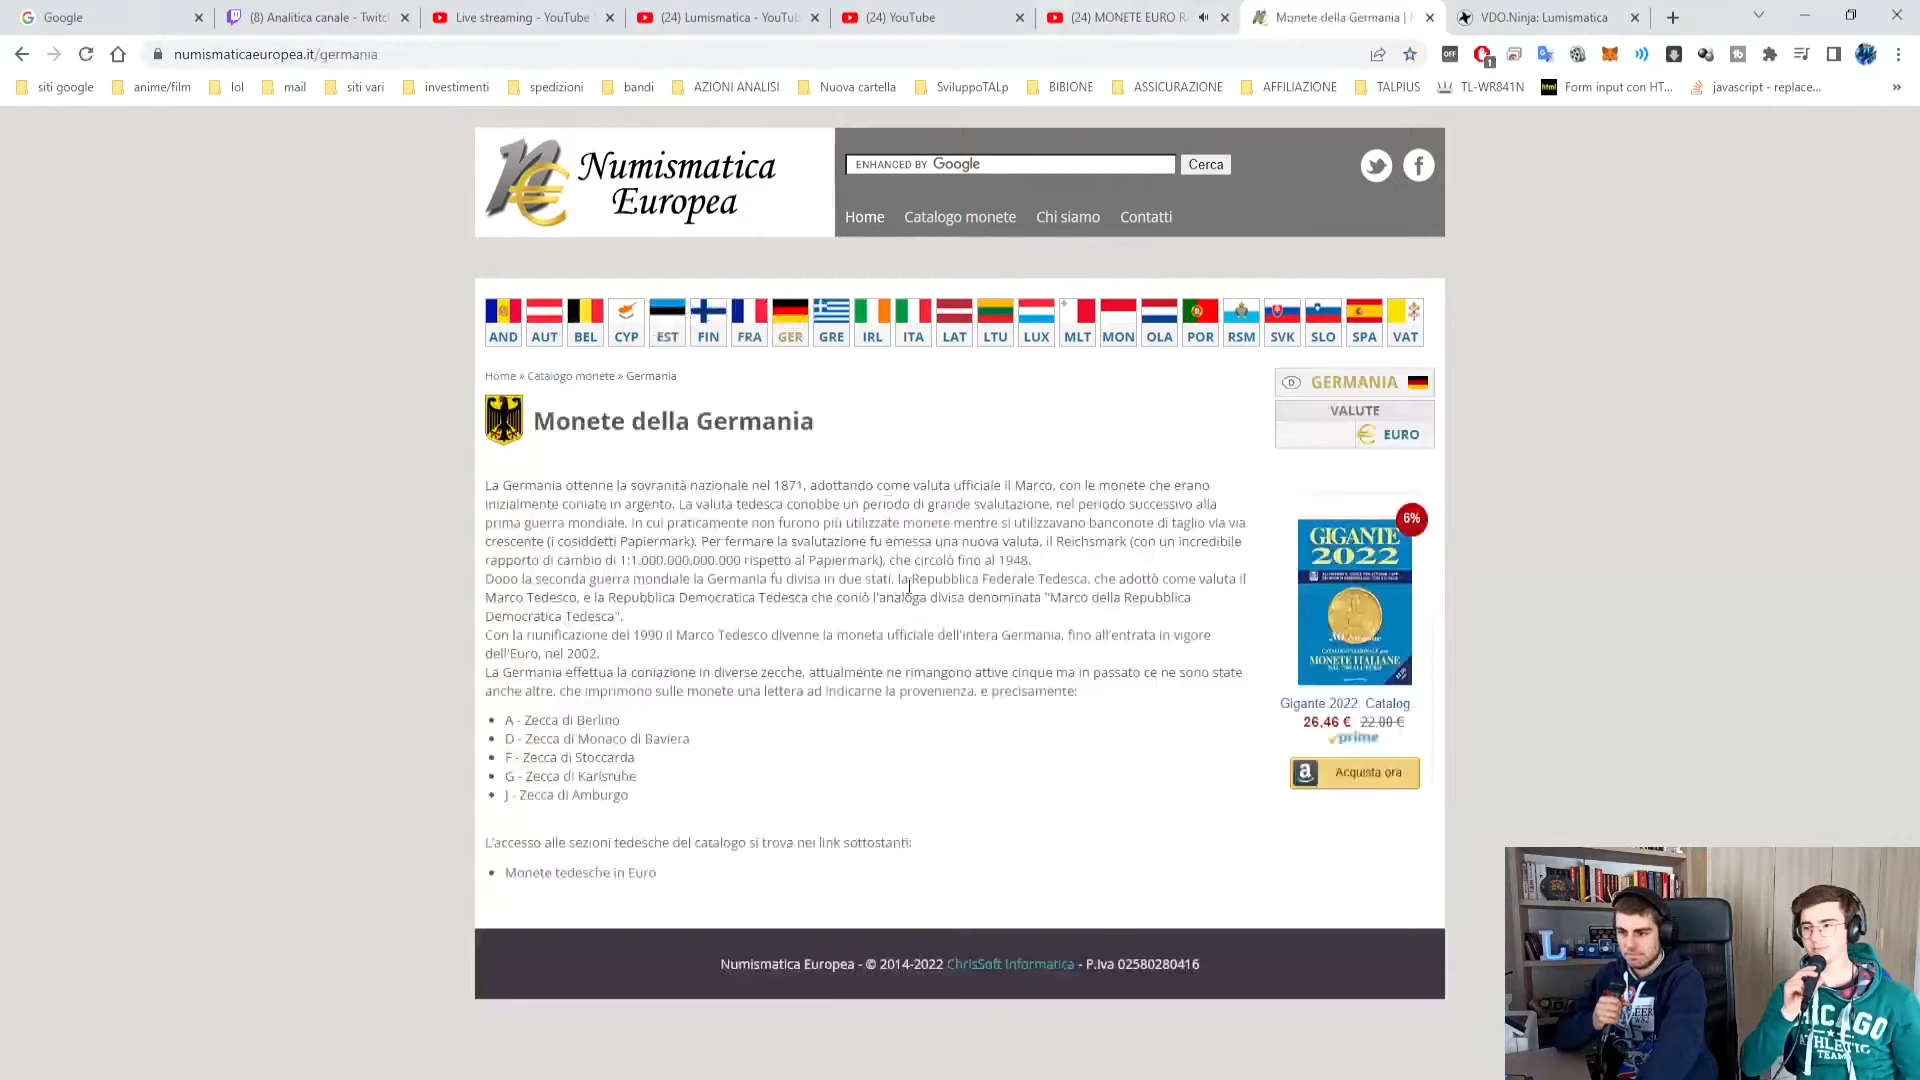 Google
(8) Analitica canale - Twitc
Live streaming - YouTube
(24) Lumismatica - YouTub
(24) YouTube
(24) MONETE EURO R
Monete della Germania |
VDO.Ninja: Lumismatica
numismaticaeuropea.it/germania
OFF
1
siti google
anime/film
lol
mail
siti vari
investimenti
spedizioni
bandi
AZIONI ANALISI
Nuova cartella
SviluppoTALp
BIBIONE
ASSICURAZIONE
AFFILIAZIONE
TALPIUS
TL-WR841N
Form input con HT...
javascript - replace...
Numismatica
Europea
ENHANCED BY Google
Cerca
Home
Catalogo monete
Chi siamo
Contatti
AND AUT BEL CYP EST FIN FRA GER GRE IRL ITA LAT LTU LUX MLT MON OLA POR RSM SVK SLO SPA VAT
Home » Catalogo monete » Germania
Monete della Germania
D GERMANIA
VALUTE
€ EURO
La Germania ottenne la sovranità nazionale nel 1871, adottando come valuta ufficiale il Marco, con le monete che erano
inizialmente coniate in argento. La valuta tedesca conobbe un periodo di grande svalutazione, nel periodo successivo alla
prima guerra mondiale, in cui praticamente non furono più utilizzate monete mentre si utilizzavano banconote di taglio via via
crescente (i cosiddetti Papiermark). Per fermare la svalutazione fu emessa una nuova valuta, il Reichsmark (con un incredibile
rapporto di cambio di 1:1.000.000.000.000 rispetto al Papiermark), che circolò fino al 1948.
Dopo la seconda guerra mondiale la Germania fu divisa in due stati, la Repubblica Federale Tedesca, che adottò come valuta il
Marco Tedesco, e la Repubblica Democratica Tedesca che coniò l'analoga divisa denominata "Marco della Repubblica
Democratica Tedesca".
Con la riunificazione del 1990 il Marco Tedesco divenne la moneta ufficiale dell'intera Germania, fino all'entrata in vigore
dell'Euro, nel 2002.
La Germania effettua la coniazione in diverse zecche, attualmente ne rimangono attive cinque ma in passato ce ne sono state
anche altre, che imprimono sulle monete una lettera ad indicarne la provenienza, e precisamente:
A - Zecca di Berlino
D - Zecca di Monaco di Baviera
F - Zecca di Stoccarda
G - Zecca di Karlsruhe
J - Zecca di Amburgo
L'accesso alle sezioni tedesche del catalogo si trova nei link sottostanti:
Monete tedesche in Euro
6%
GIGANTE
2022
MONETE ITALIANE
Gigante 2022. Catalog
26,46 € 22,00 €
prime
a Acquista ora
Numismatica Europea - © 2014-2022 ChrisSoft Informatica - P.Iva 02580280416
L
CHICAGO
ATHLETIC
TEAM